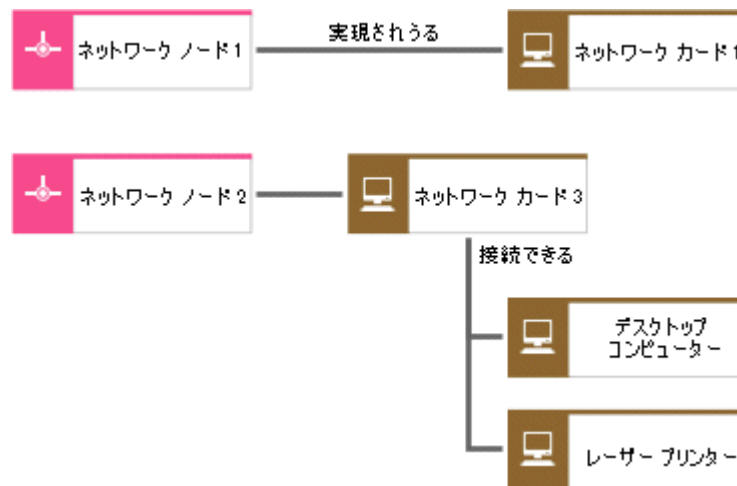 ネットワーク ノード1
実現されうる
ネットワーク カード1
ネットワーク ノード2
ネットワーク カード3
接続できる
デスクトップ
コンピューター
レーザー プリンター